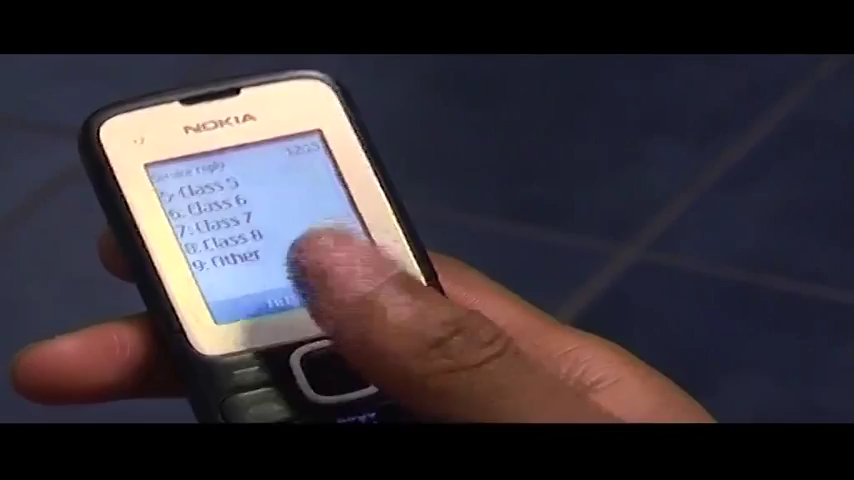 NOKIA
12:23
Service reply
5: Class 5
6: Class 6
7: Class 7
8: Class 8
9: Other